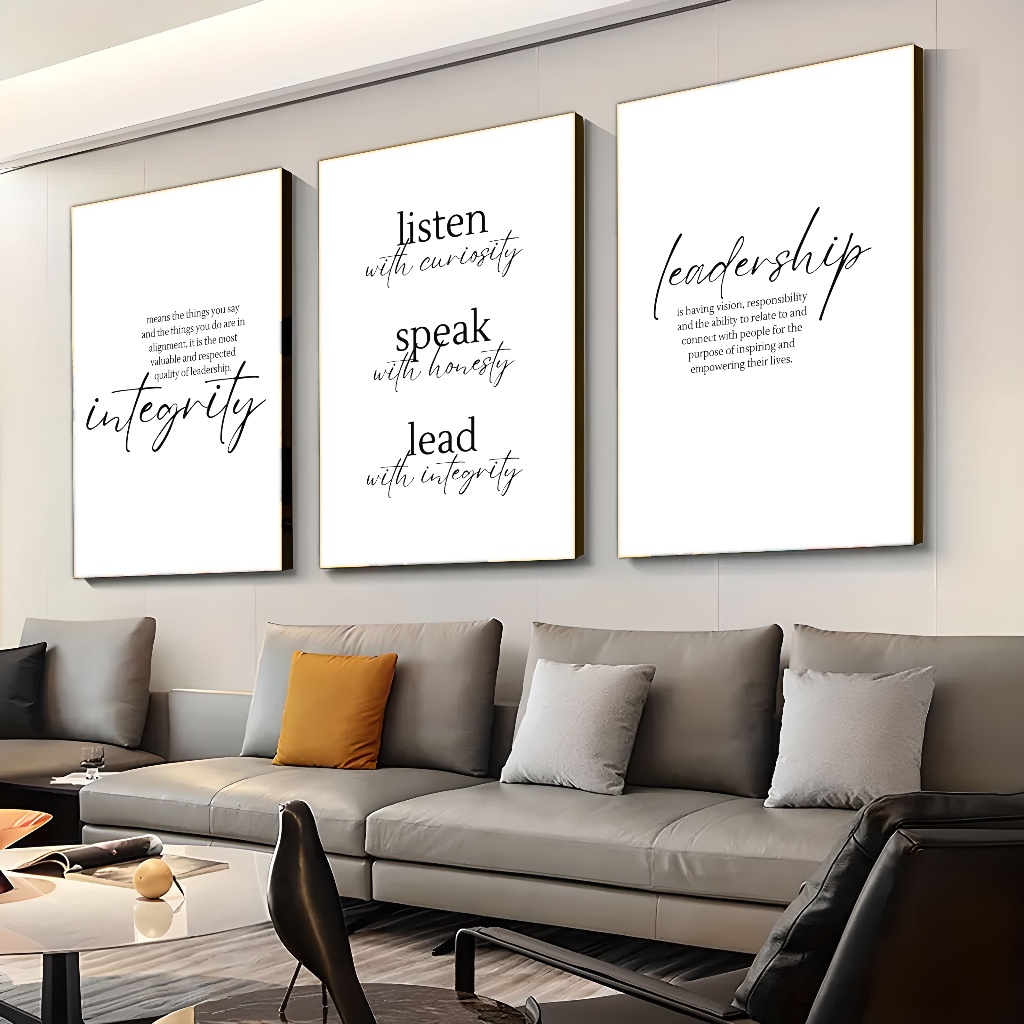 means the things you say
and the things you do are in
alignment, it is the most
valuable and respected
quality of leadership.
integrity
listen
with curiosity
speak
with honesty
lead
with integrity
leadership
is having vision, responsibility
and the ability to relate to and
connect with people for the
purpose of inspiring and
empowering their lives.